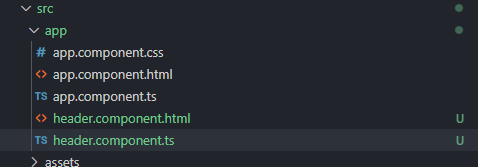 src
app
# app.component.css
<> app.component.html
TS app.component.ts
<> header.component.html U
TS header.component.ts U
assets